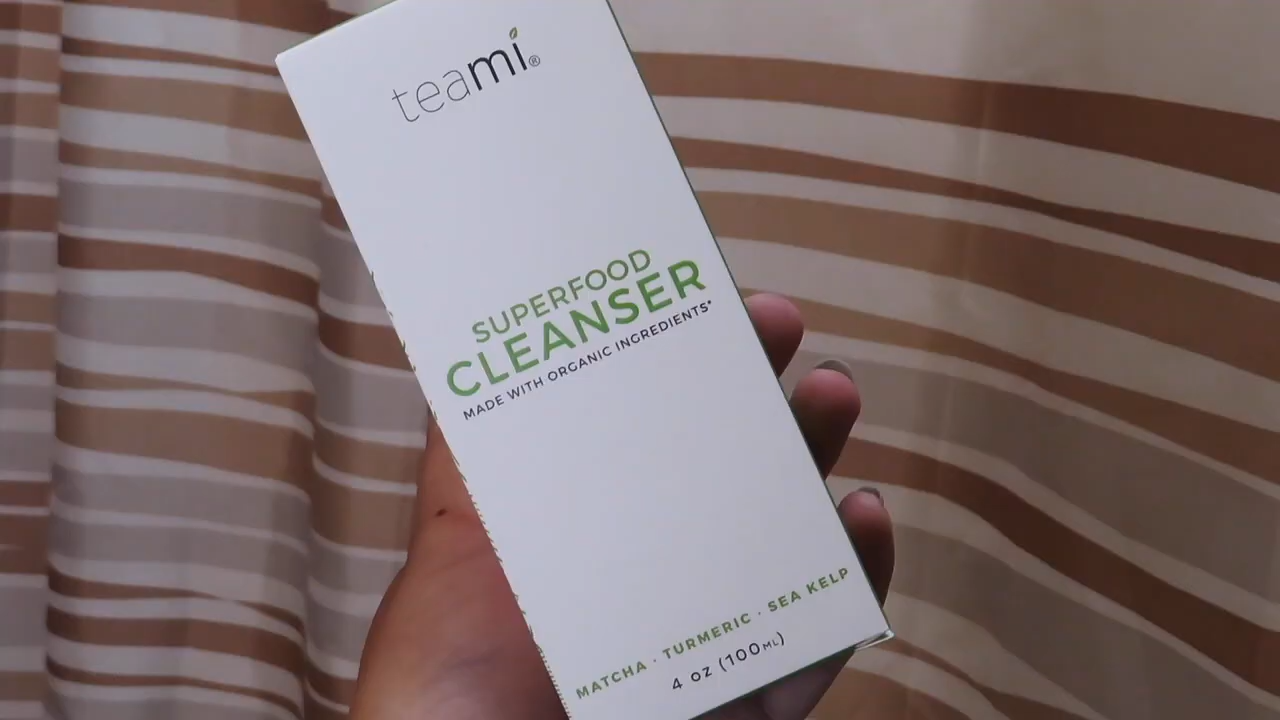 teami®
SUPERFOOD
CLEANSER
MADE WITH ORGANIC INGREDIENTS*
MATCHA · TURMERIC · SEA KELP
4 oz (100ML)